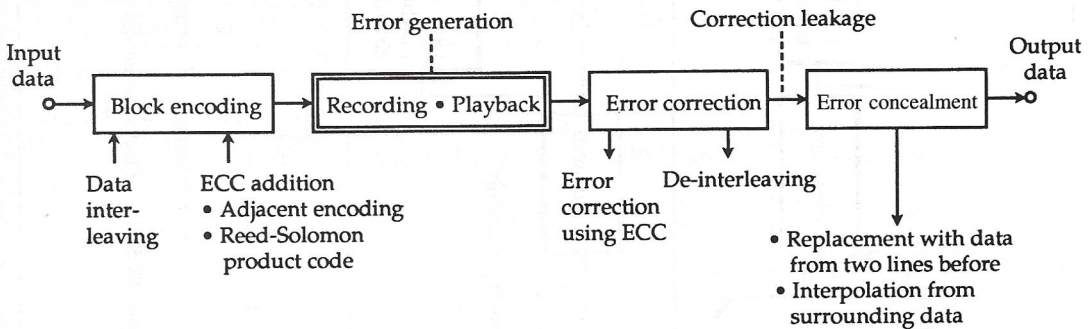 Error generation
Correction leakage
Input
data
Output
data
Block encoding
Recording • Playback
Error correction
Error concealment
Data
inter-
leaving
ECC addition
• Adjacent encoding
• Reed-Solomon
product code
Error
correction
using ECC
De-interleaving
• Replacement with data
from two lines before
• Interpolation from
surrounding data